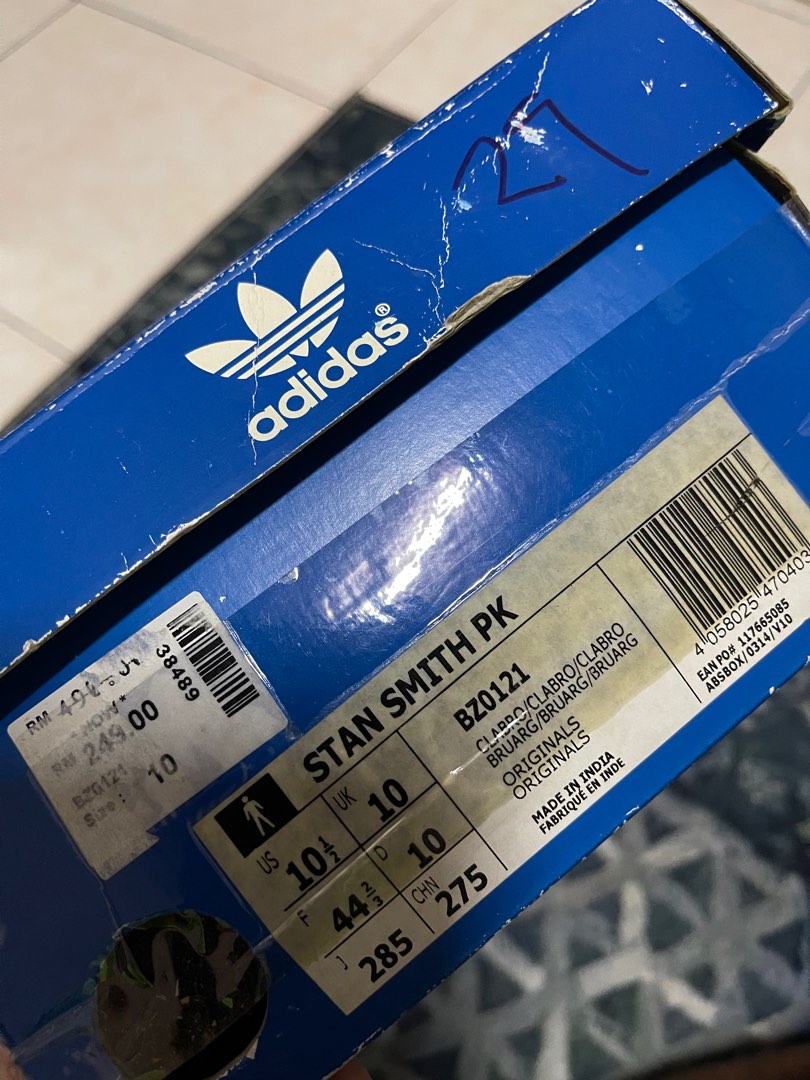 27
adidas®
38489
NOW*
RM 249.00
BZ0121
Size: 10
STAN SMITH PK
BZ0121
CLABRO/CLABRO/CLABRO
BRUARG/BRUARG/BRUARG
ORIGINALS
ORIGINALS
MADE IN INDIA
FABRIQUÉ EN INDE
US 10½
UK 10
F 44⅔
D 10
J 285
CHN 275
4 058025 470403
EAN PO# 117665085
ABSBOX/0314/V10